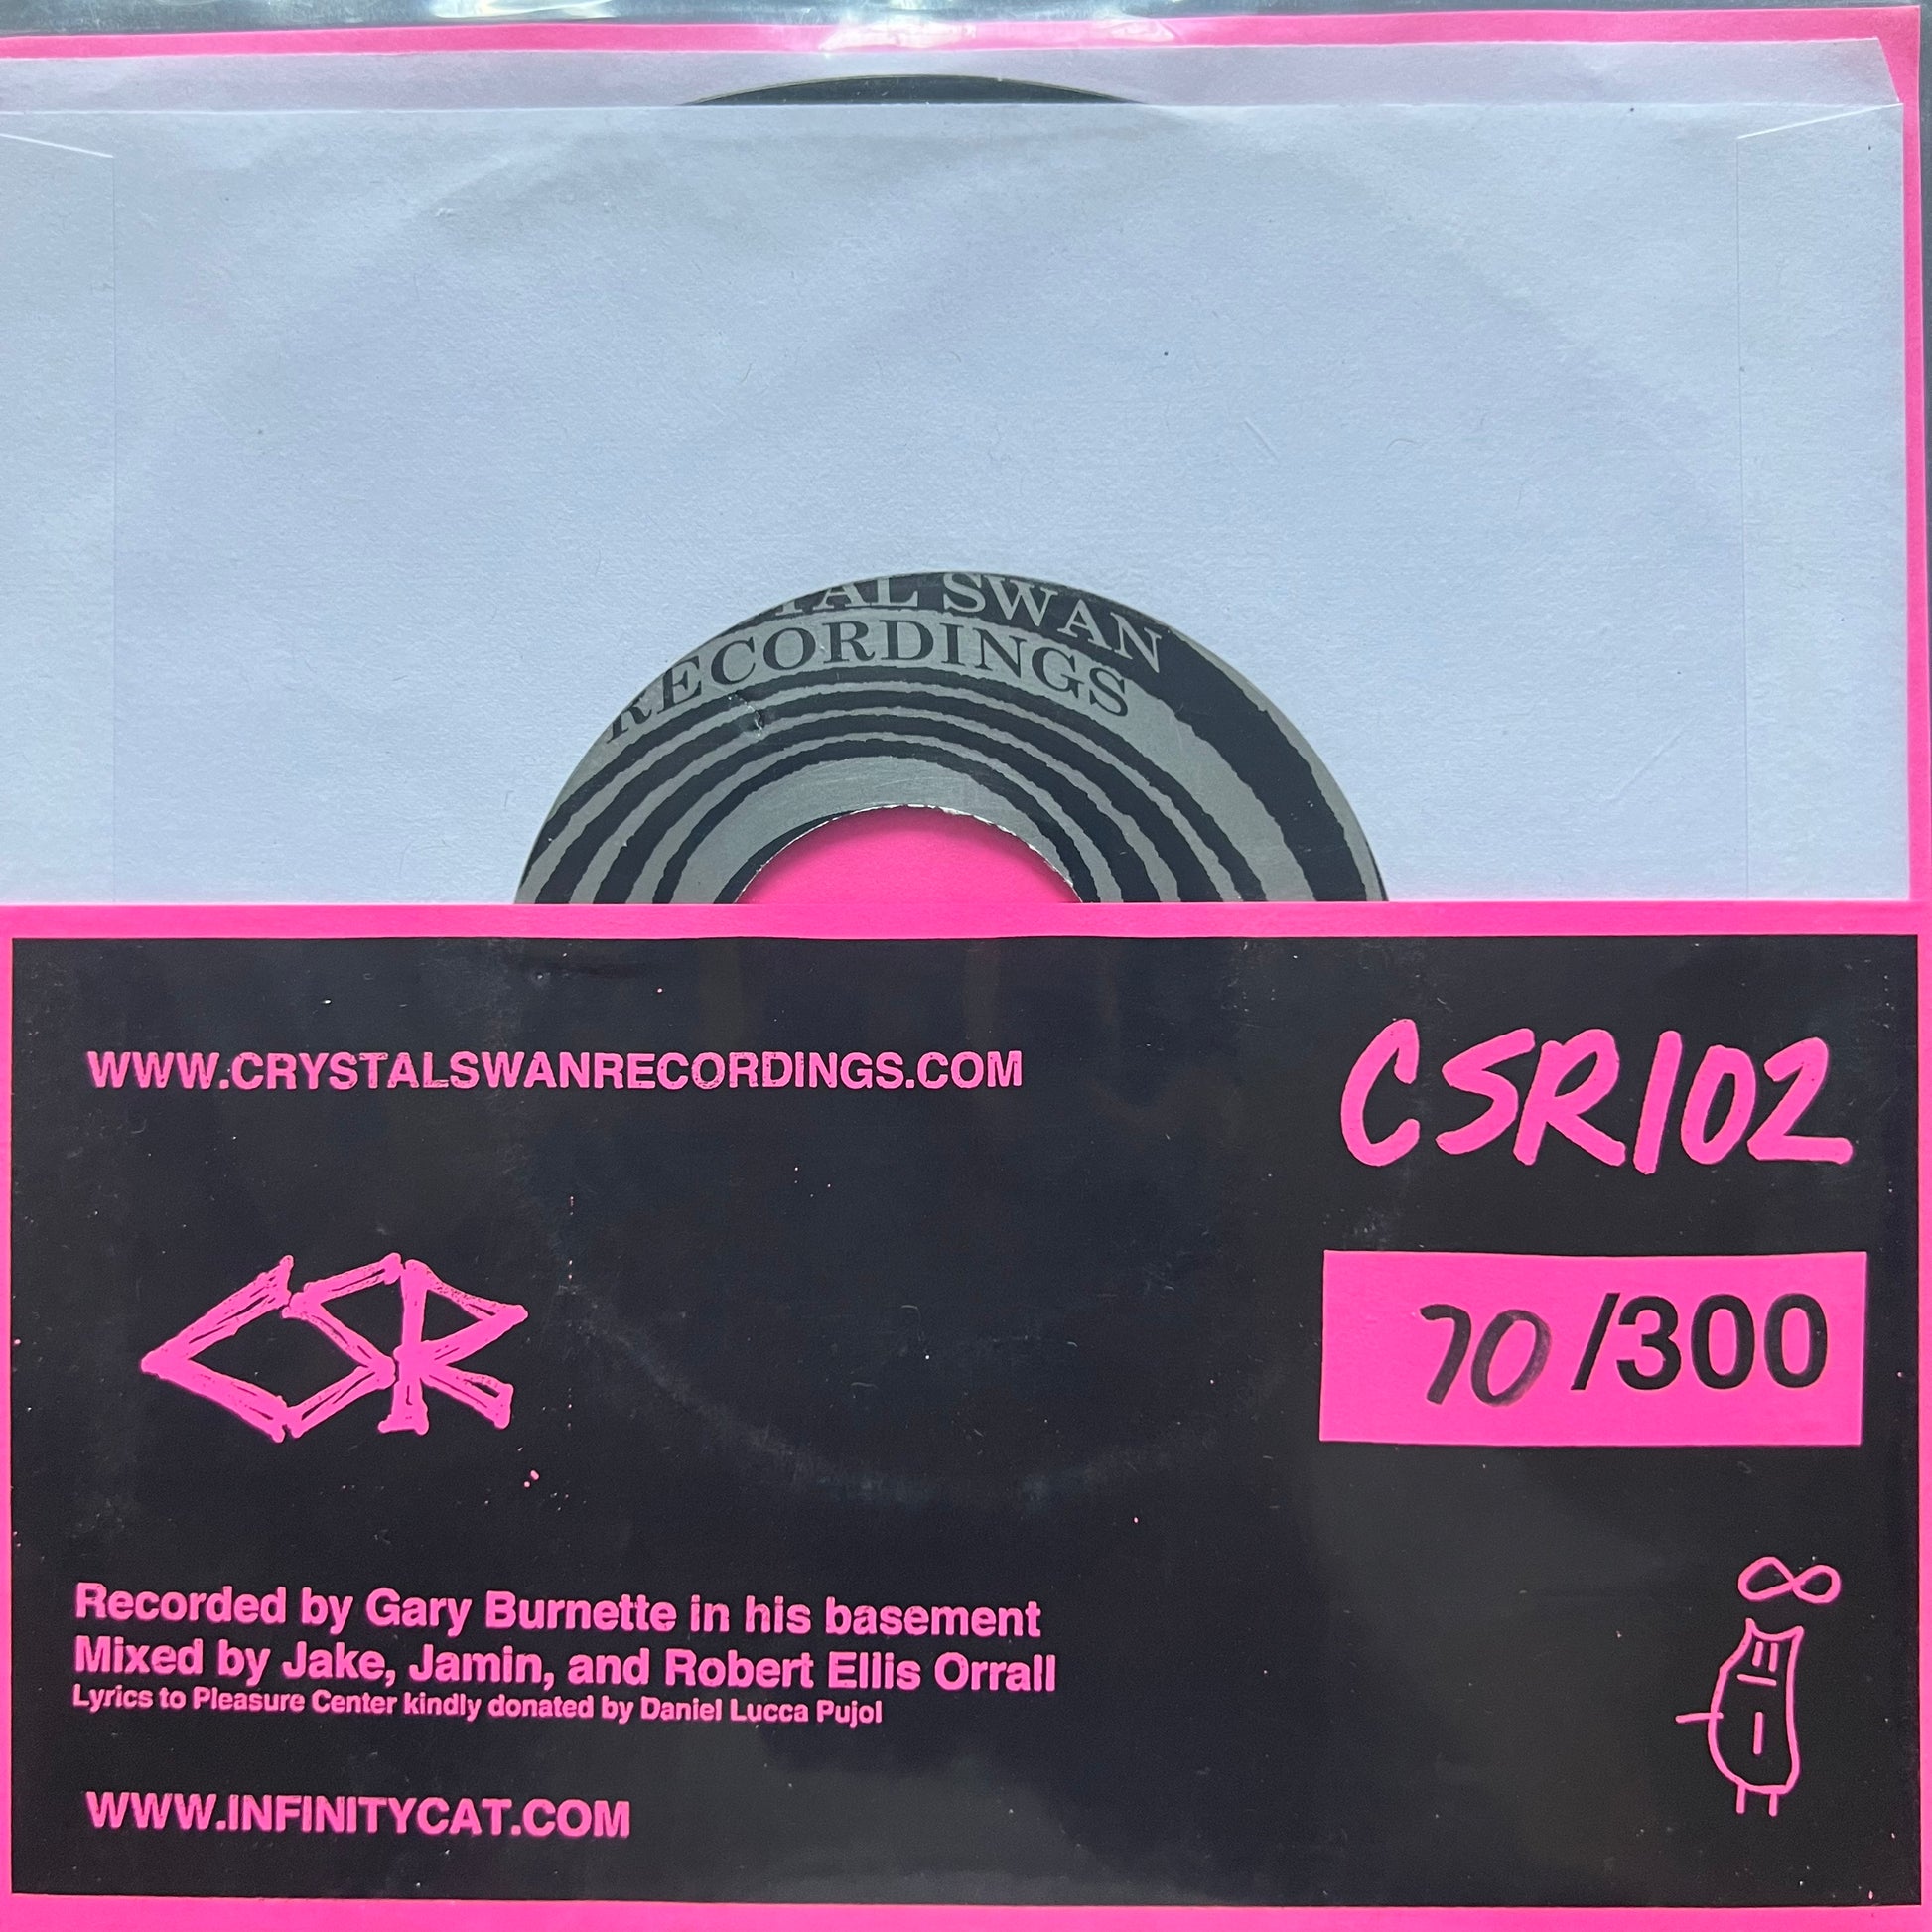 TAL SWAN
RECORDINGS
WWW.CRYSTALSWANRECORDINGS.COM
CSR102
CSR
70/300
Recorded by Gary Burnette in his basement
Mixed by Jake, Jamin, and Robert Ellis Orrall
Lyrics to Pleasure Center kindly donated by Daniel Lucca Pujol
WWW.INFINITYCAT.COM